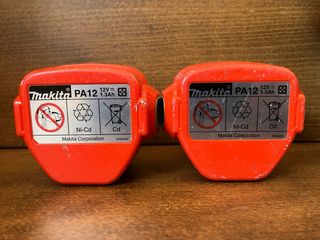 makita PA12 12V⎓ 1.3Ah
Ni-Cd
Cd
Makita Corporation
makita PA12 12V⎓ 1.3Ah
Ni-Cd
Cd
Makita Corporation